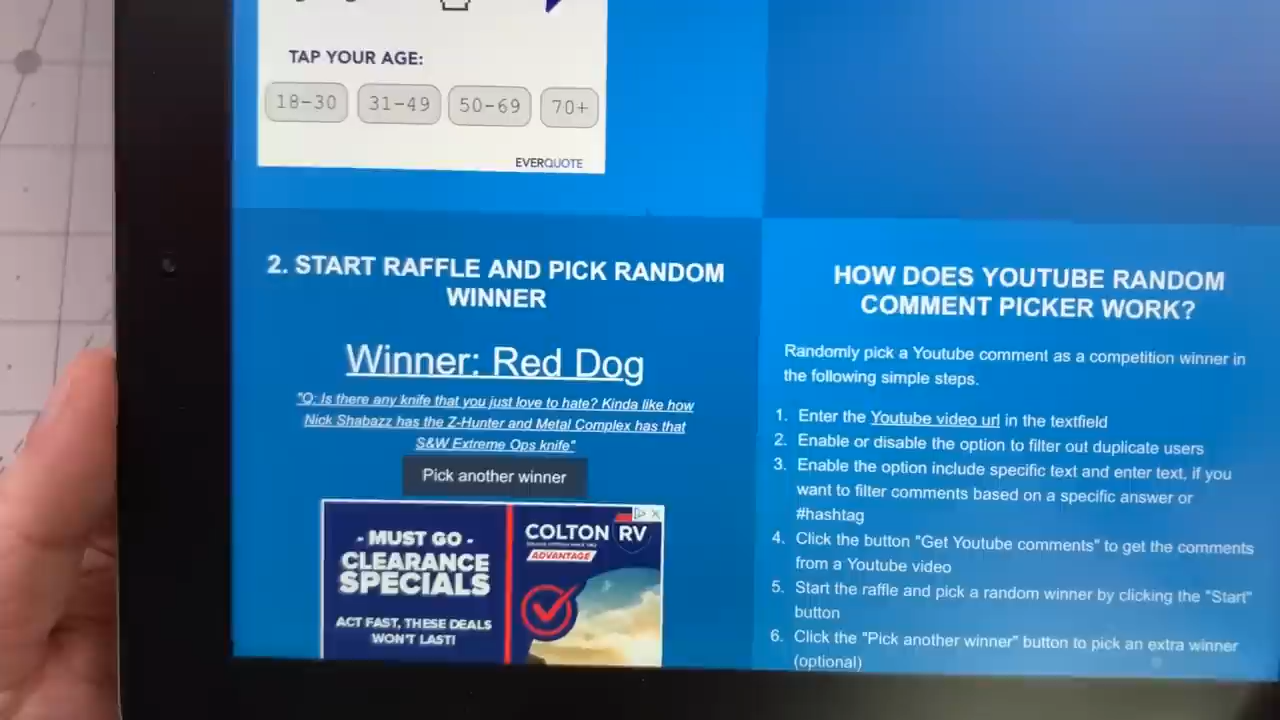 TAP YOUR AGE:
18-30
31-49
50-69
70+
EVERQUOTE
2. START RAFFLE AND PICK RANDOM
WINNER
Winner: Red Dog
"Q: Is there any knife that you just love to hate? Kinda like how
Nick Shabazz has the Z-Hunter and Metal Complex has that
S&W Extreme Ops knife"
Pick another winner
- MUST GO -
CLEARANCE
SPECIALS
ACT FAST, THESE DEALS
WON'T LAST!
COLTON RV
ADVANTAGE
HOW DOES YOUTUBE RANDOM
COMMENT PICKER WORK?
Randomly pick a Youtube comment as a competition winner in
the following simple steps.
1. Enter the Youtube video url in the textfield
2. Enable or disable the option to filter out duplicate users
3. Enable the option include specific text and enter text, if you
want to filter comments based on a specific answer or
#hashtag
4. Click the button "Get Youtube comments" to get the comments
from a Youtube video
5. Start the raffle and pick a random winner by clicking the "Start"
button
6. Click the "Pick another winner" button to pick an extra winner
(optional)